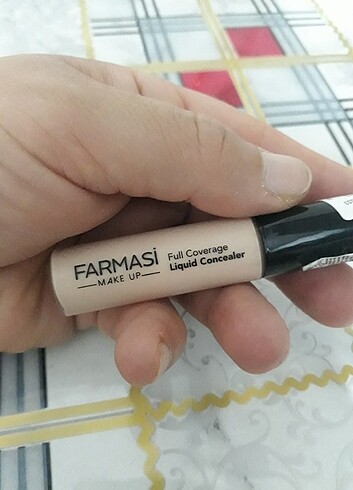 FARMASİ
MAKE UP
Full Coverage
Liquid Concealer